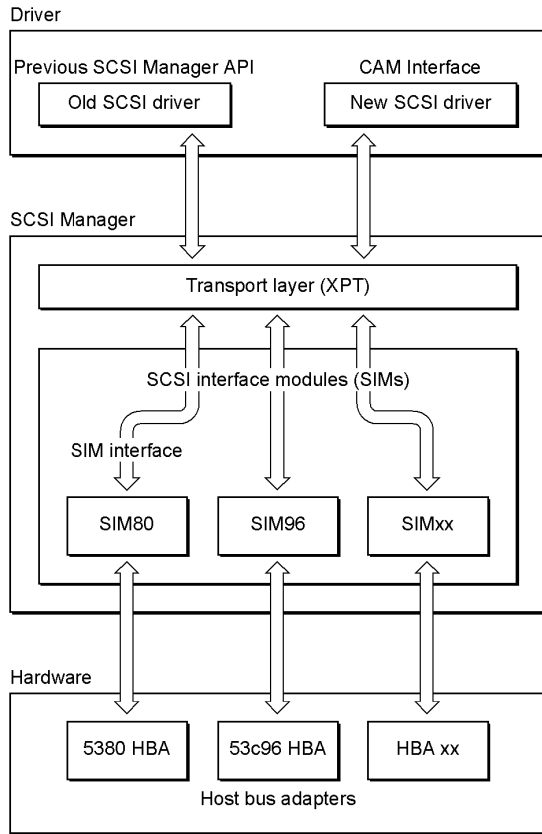 Driver
Previous SCSI Manager API
CAM Interface
Old SCSI driver
New SCSI driver
SCSI Manager
Transport layer (XPT)
SCSI interface modules (SIMs)
SIM interface
SIM80
SIM96
SIMxx
Hardware
5380 HBA
53c96 HBA
HBA xx
Host bus adapters